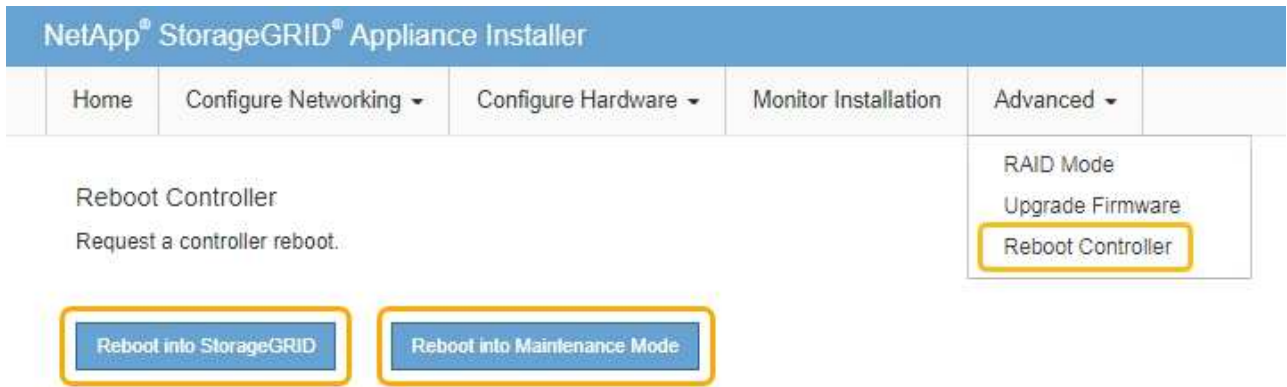 NetApp® StorageGRID® Appliance Installer
Home Configure Networking Configure Hardware Monitor Installation Advanced
RAID Mode
Upgrade Firmware
Reboot Controller
Reboot Controller
Request a controller reboot.
Reboot into StorageGRID Reboot into Maintenance Mode